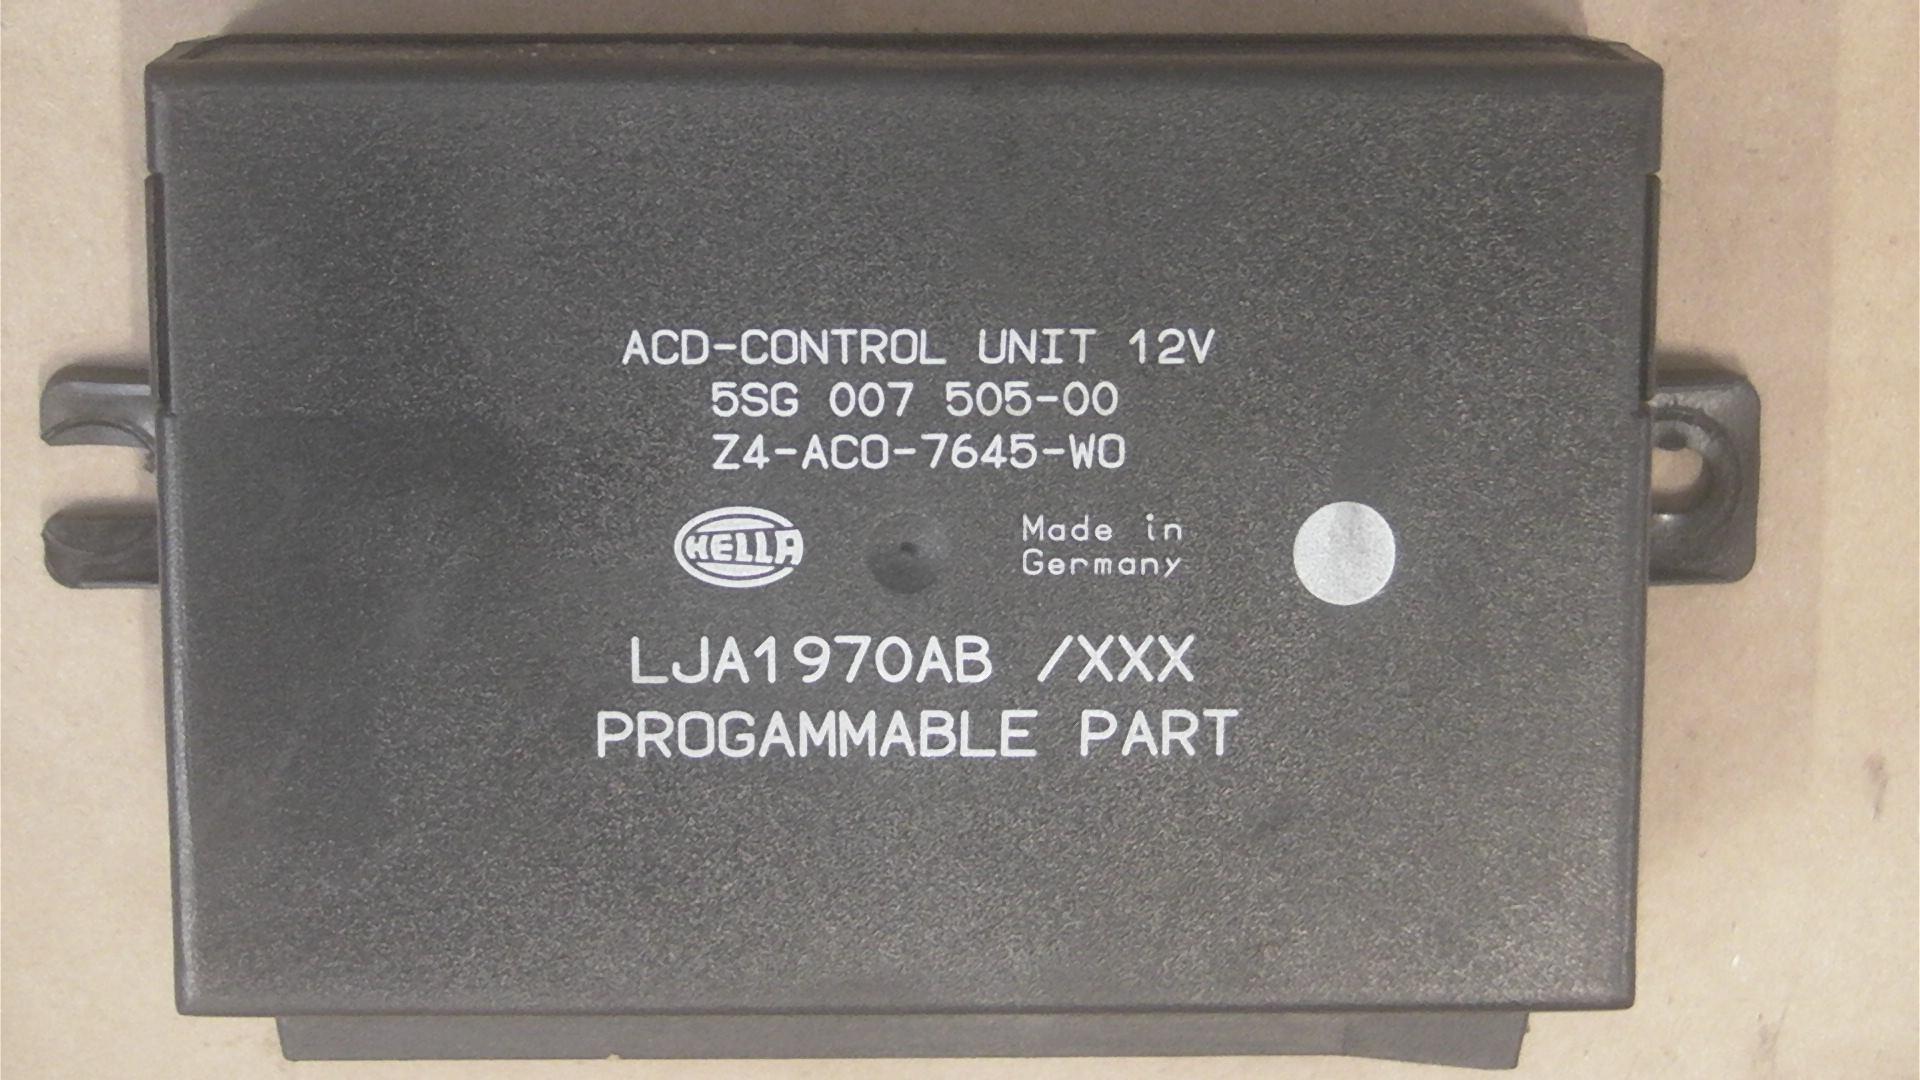 ACD-CONTROL UNIT 12V
5SG 007 505-00
Z4-ACO-7645-WO
HELLA
Made in
Germany
LJA1970AB /XXX
PROGAMMABLE PART